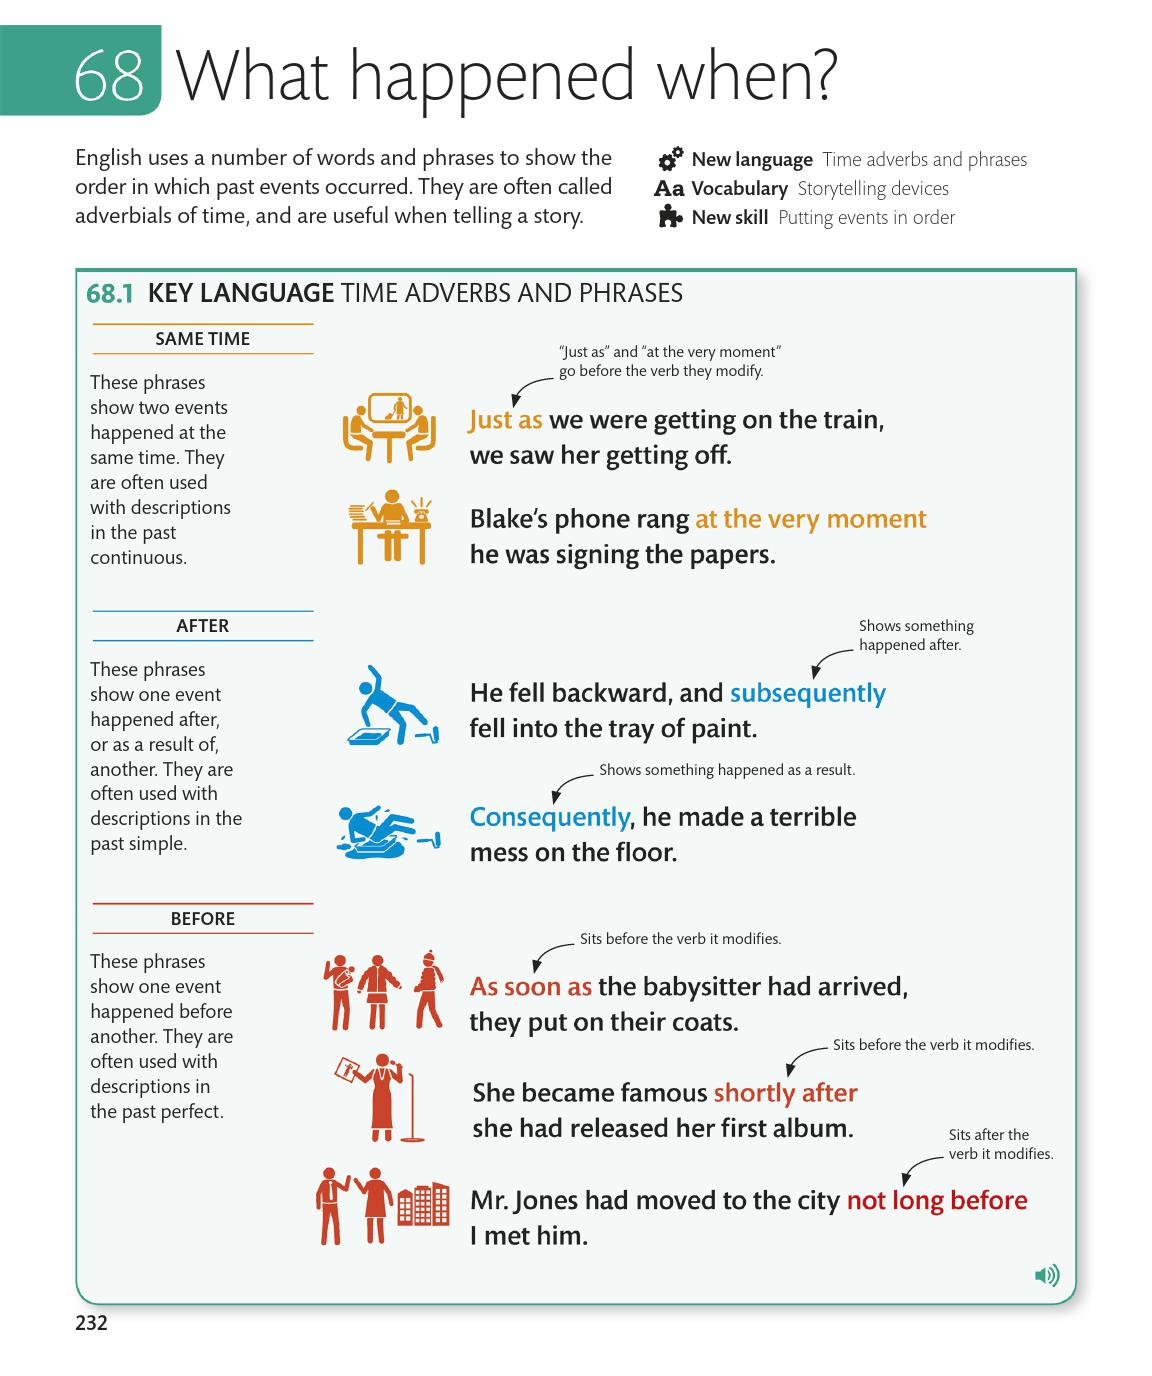 68 What happened when?
English uses a number of words and phrases to show the
order in which past events occurred. They are often called
adverbials of time, and are useful when telling a story.
New language Time adverbs and phrases
Aa Vocabulary Storytelling devices
New skill Putting events in order
68.1 KEY LANGUAGE TIME ADVERBS AND PHRASES
SAME TIME
These phrases
show two events
happened at the
same time. They
are often used
with descriptions
in the past
continuous.
“Just as” and “at the very moment”
go before the verb they modify.
Just as we were getting on the train,
we saw her getting off.
Blake’s phone rang at the very moment
he was signing the papers.
AFTER
These phrases
show one event
happened after,
or as a result of,
another. They are
often used with
descriptions in the
past simple.
Shows something
happened after.
He fell backward, and subsequently
fell into the tray of paint.
Shows something happened as a result.
Consequently, he made a terrible
mess on the floor.
BEFORE
These phrases
show one event
happened before
another. They are
often used with
descriptions in
the past perfect.
Sits before the verb it modifies.
As soon as the babysitter had arrived,
they put on their coats.
Sits before the verb it modifies.
She became famous shortly after
she had released her first album.
Sits after the
verb it modifies.
Mr. Jones had moved to the city not long before
I met him.
232